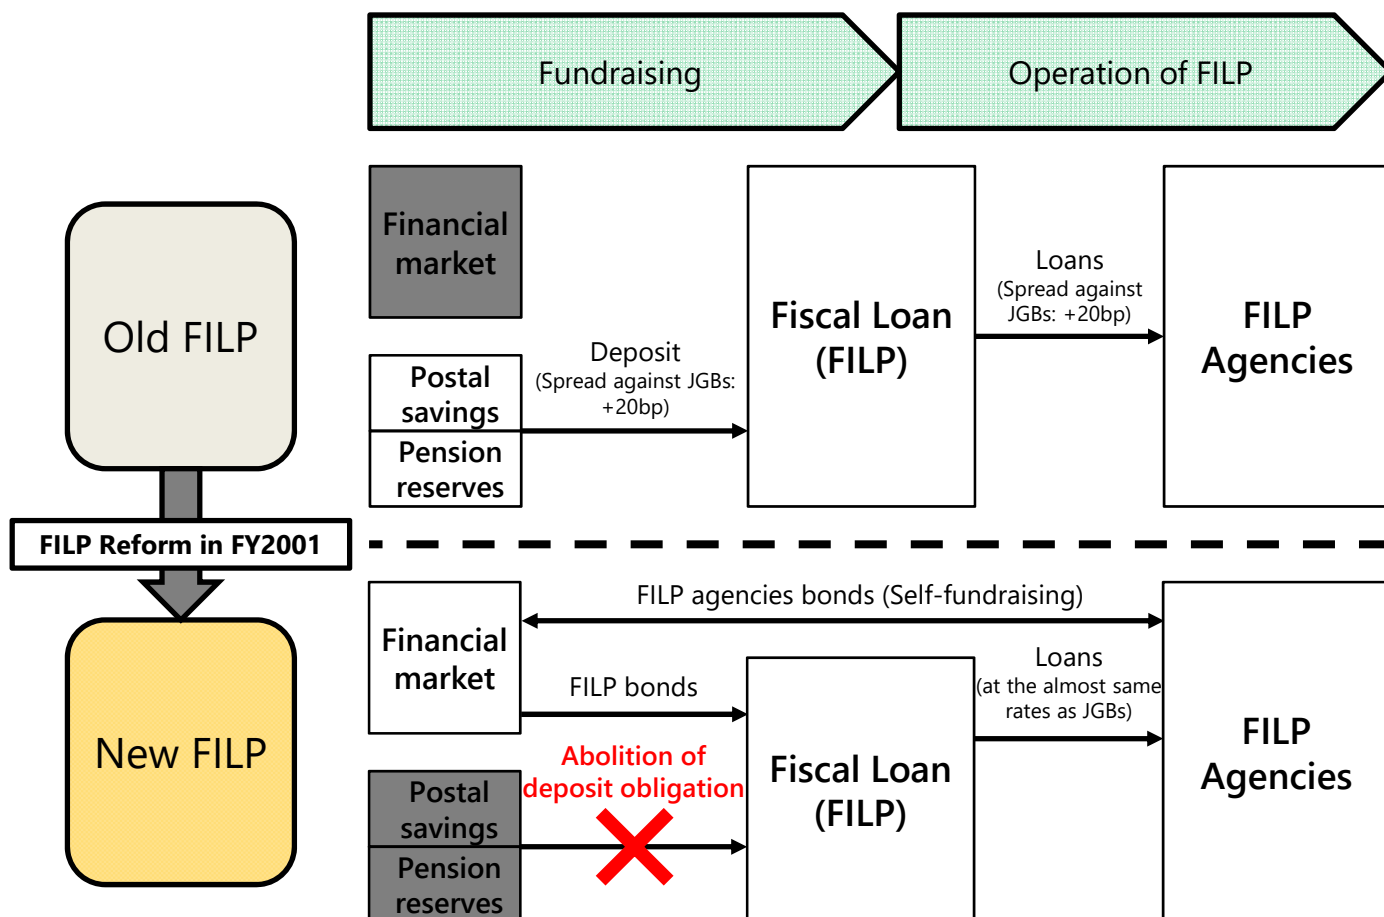 Fundraising
Operation of FILP
Old FILP
Financial
market
Postal
savings
Pension
reserves
Deposit
(Spread against JGBs:
+20bp)
Fiscal Loan
(FILP)
Loans
(Spread against
JGBs: +20bp)
FILP
Agencies
FILP Reform in FY2001
New FILP
Financial
market
FILP agencies bonds (Self-fundraising)
FILP bonds
Abolition of
deposit obligation
Postal
savings
Pension
reserves
Fiscal Loan
(FILP)
Loans
(at the almost same
rates as JGBs)
FILP
Agencies